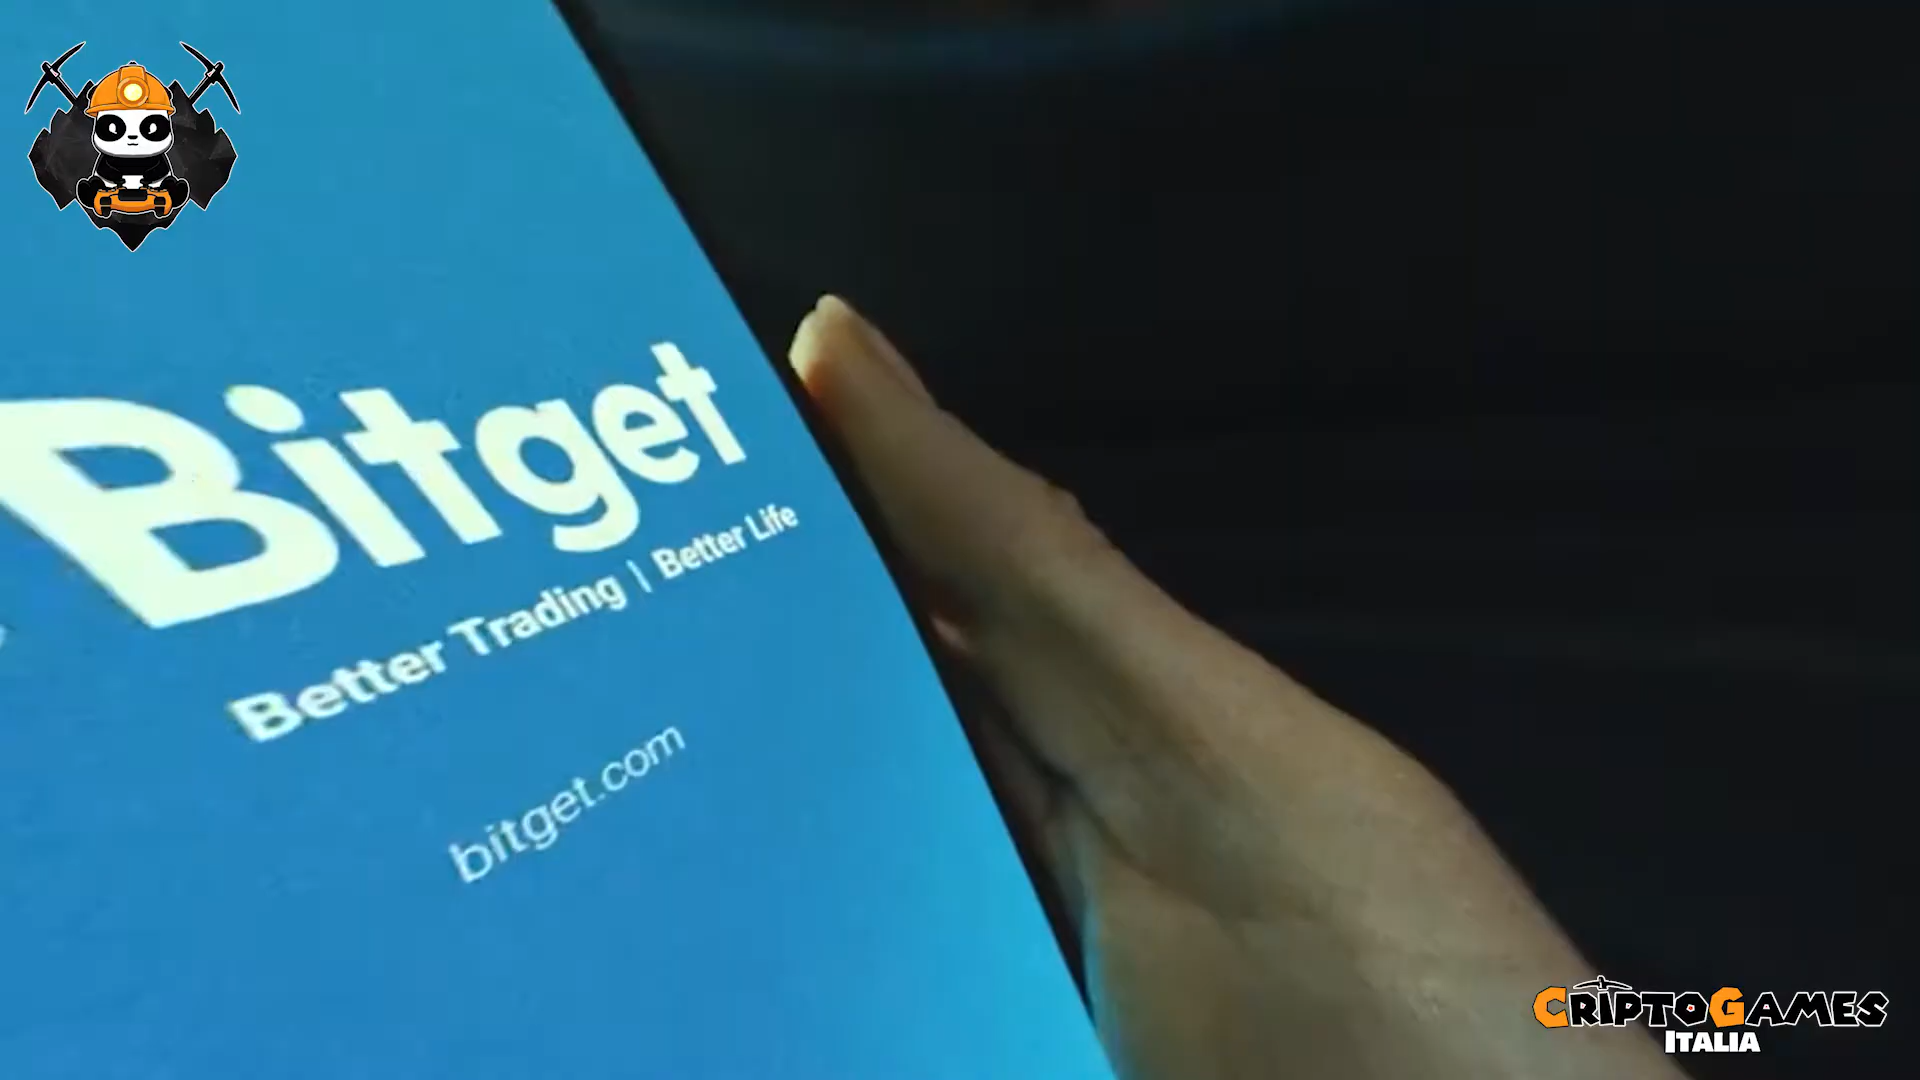 Bitget
Better Trading | Better Life
bitget.com
CRIPTOGAMES
ITALIA